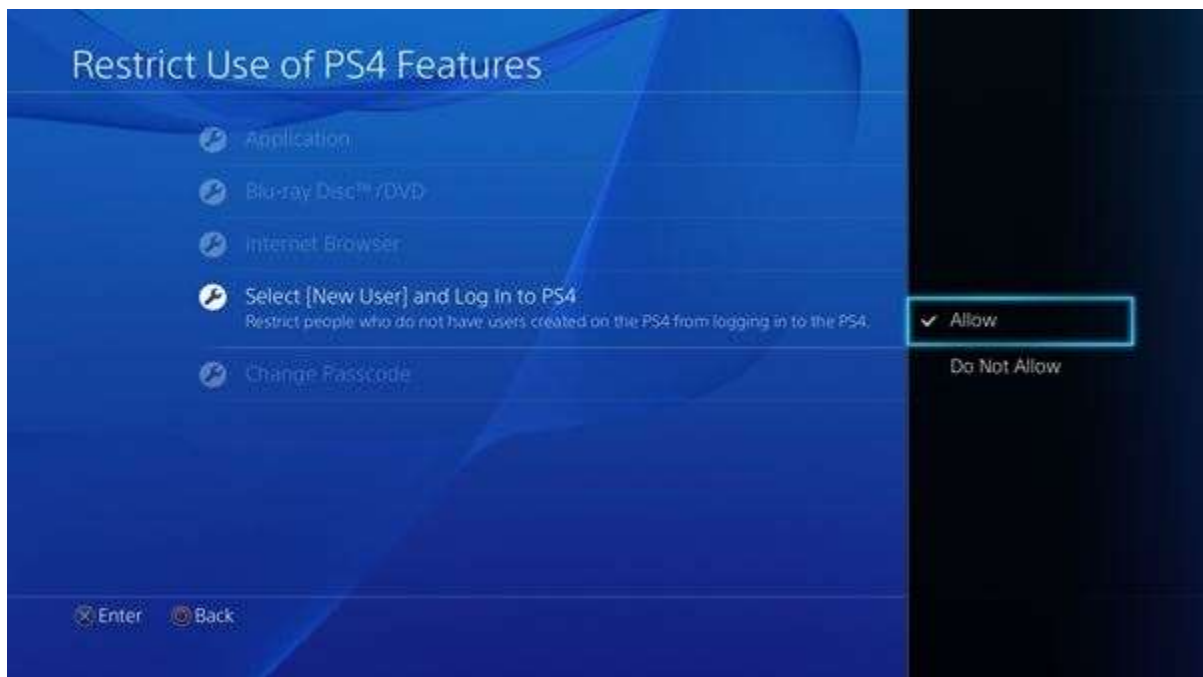 Restrict Use of PS4 Features
Application
Blu-ray Disc™/DVD
Internet Browser
Select [New User] and Log In to PS4
Restrict people who do not have users created on the PS4 from logging in to the PS4.
Change Passcode
Allow
Do Not Allow
Enter Back